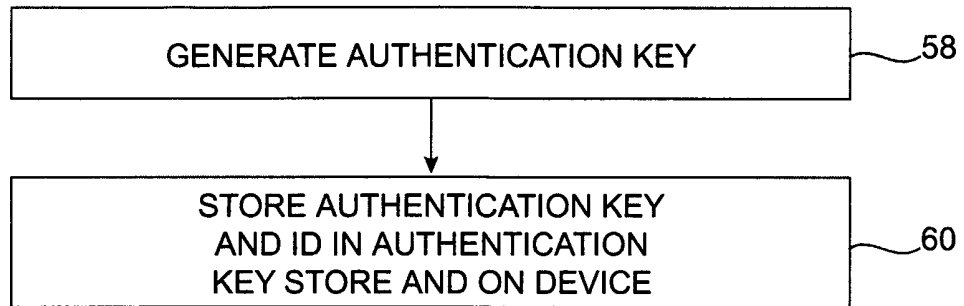 GENERATE AUTHENTICATION KEY
58
STORE AUTHENTICATION KEY
AND ID IN AUTHENTICATION
KEY STORE AND ON DEVICE
60